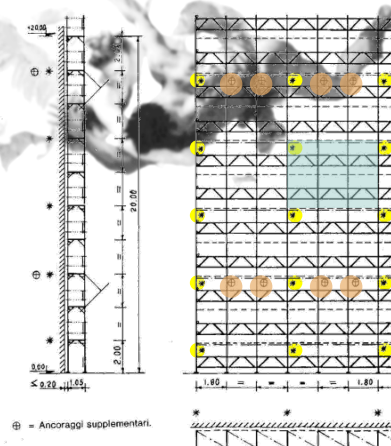 +20.00
20.00
2.00
0.00
≤ 0.20 1.05
1.80 = = = = 1.80
⊕ = Ancoraggi supplementari.